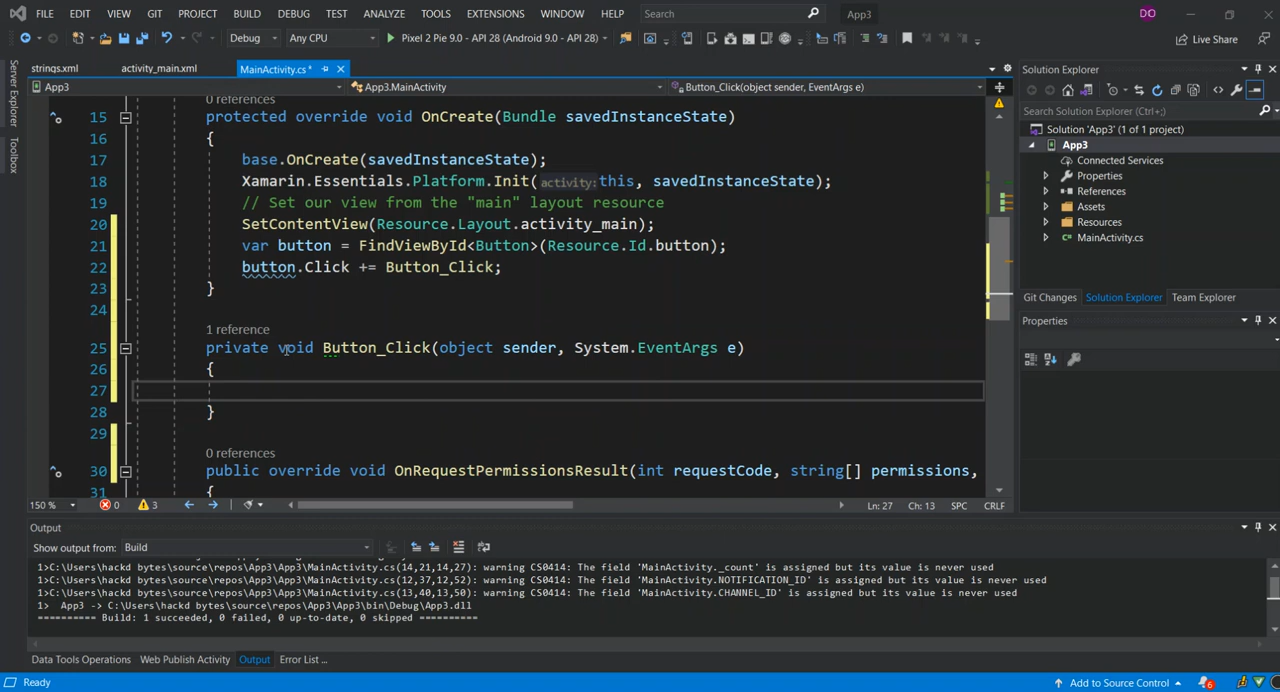 FILE EDIT VIEW GIT PROJECT BUILD DEBUG TEST ANALYZE TOOLS EXTENSIONS WINDOW HELP Search App3 DO
Debug Any CPU Pixel 2 Pie 9.0 - API 28 (Android 9.0 - API 28) Live Share
Server Explorer
Toolbox
strings.xml activity_main.xml MainActivity.cs*
App3 App3.MainActivity Button_Click(object sender, EventArgs e)
0 references
15 protected override void OnCreate(Bundle savedInstanceState)
16 {
17 base.OnCreate(savedInstanceState);
18 Xamarin.Essentials.Platform.Init(activity: this, savedInstanceState);
19 // Set our view from the "main" layout resource
20 SetContentView(Resource.Layout.activity_main);
21 var button = FindViewById<Button>(Resource.Id.button);
22 button.Click += Button_Click;
23 }
24
1 reference
25 private void Button_Click(object sender, System.EventArgs e)
26 {
27
28 }
29
0 references
30 public override void OnRequestPermissionsResult(int requestCode, string[] permissions,
31 {
150 % 0 3 Ln: 27 Ch: 13 SPC CRLF
Solution Explorer
Search Solution Explorer (Ctrl+;)
Solution 'App3' (1 of 1 project)
App3
Connected Services
Properties
References
Assets
Resources
MainActivity.cs
Git Changes Solution Explorer Team Explorer
Properties
Output
Show output from: Build
1>C:\Users\hackd bytes\source\repos\App3\App3\MainActivity.cs(14,21,14,27): warning CS0414: The field 'MainActivity._count' is assigned but its value is never used
1>C:\Users\hackd bytes\source\repos\App3\App3\MainActivity.cs(12,37,12,52): warning CS0414: The field 'MainActivity.NOTIFICATION_ID' is assigned but its value is never used
1>C:\Users\hackd bytes\source\repos\App3\App3\MainActivity.cs(13,40,13,50): warning CS0414: The field 'MainActivity.CHANNEL_ID' is assigned but its value is never used
1> App3 -> C:\Users\hackd bytes\source\repos\App3\App3\bin\Debug\App3.dll
========== Build: 1 succeeded, 0 failed, 0 up-to-date, 0 skipped ==========
Data Tools Operations Web Publish Activity Output Error List ...
Ready Add to Source Control 6